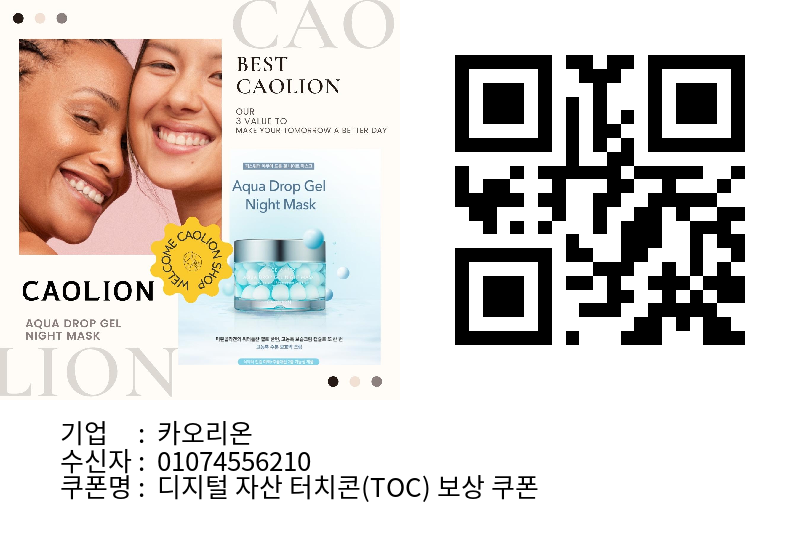 CAO
BEST
CAOLION
OUR
3 VALUE TO
MAKE YOUR TOMORROW A BETTER DAY
Aqua Drop Gel
Night Mask
WELCOME CAOLION SHOP
CAOLION
AQUA DROP GEL
NIGHT MASK
LION
기업 : 카오리온
수신자 : 01074556210
쿠폰명 : 디지털 자산 터치콘(TOC) 보상 쿠폰